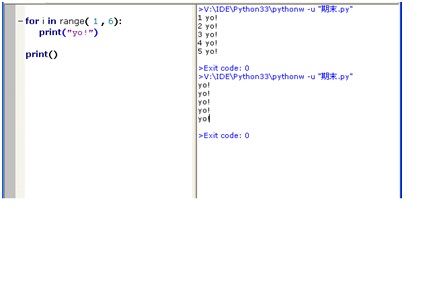 for i in range( 1 , 6):
print("yo!")
print()
>V:\IDE\Python33\pythonw -u "期末.py"
1 yo!
2 yo!
3 yo!
4 yo!
5 yo!
>Exit code: 0
>V:\IDE\Python33\pythonw -u "期末.py"
yo!
yo!
yo!
yo!
yo!
>Exit code: 0